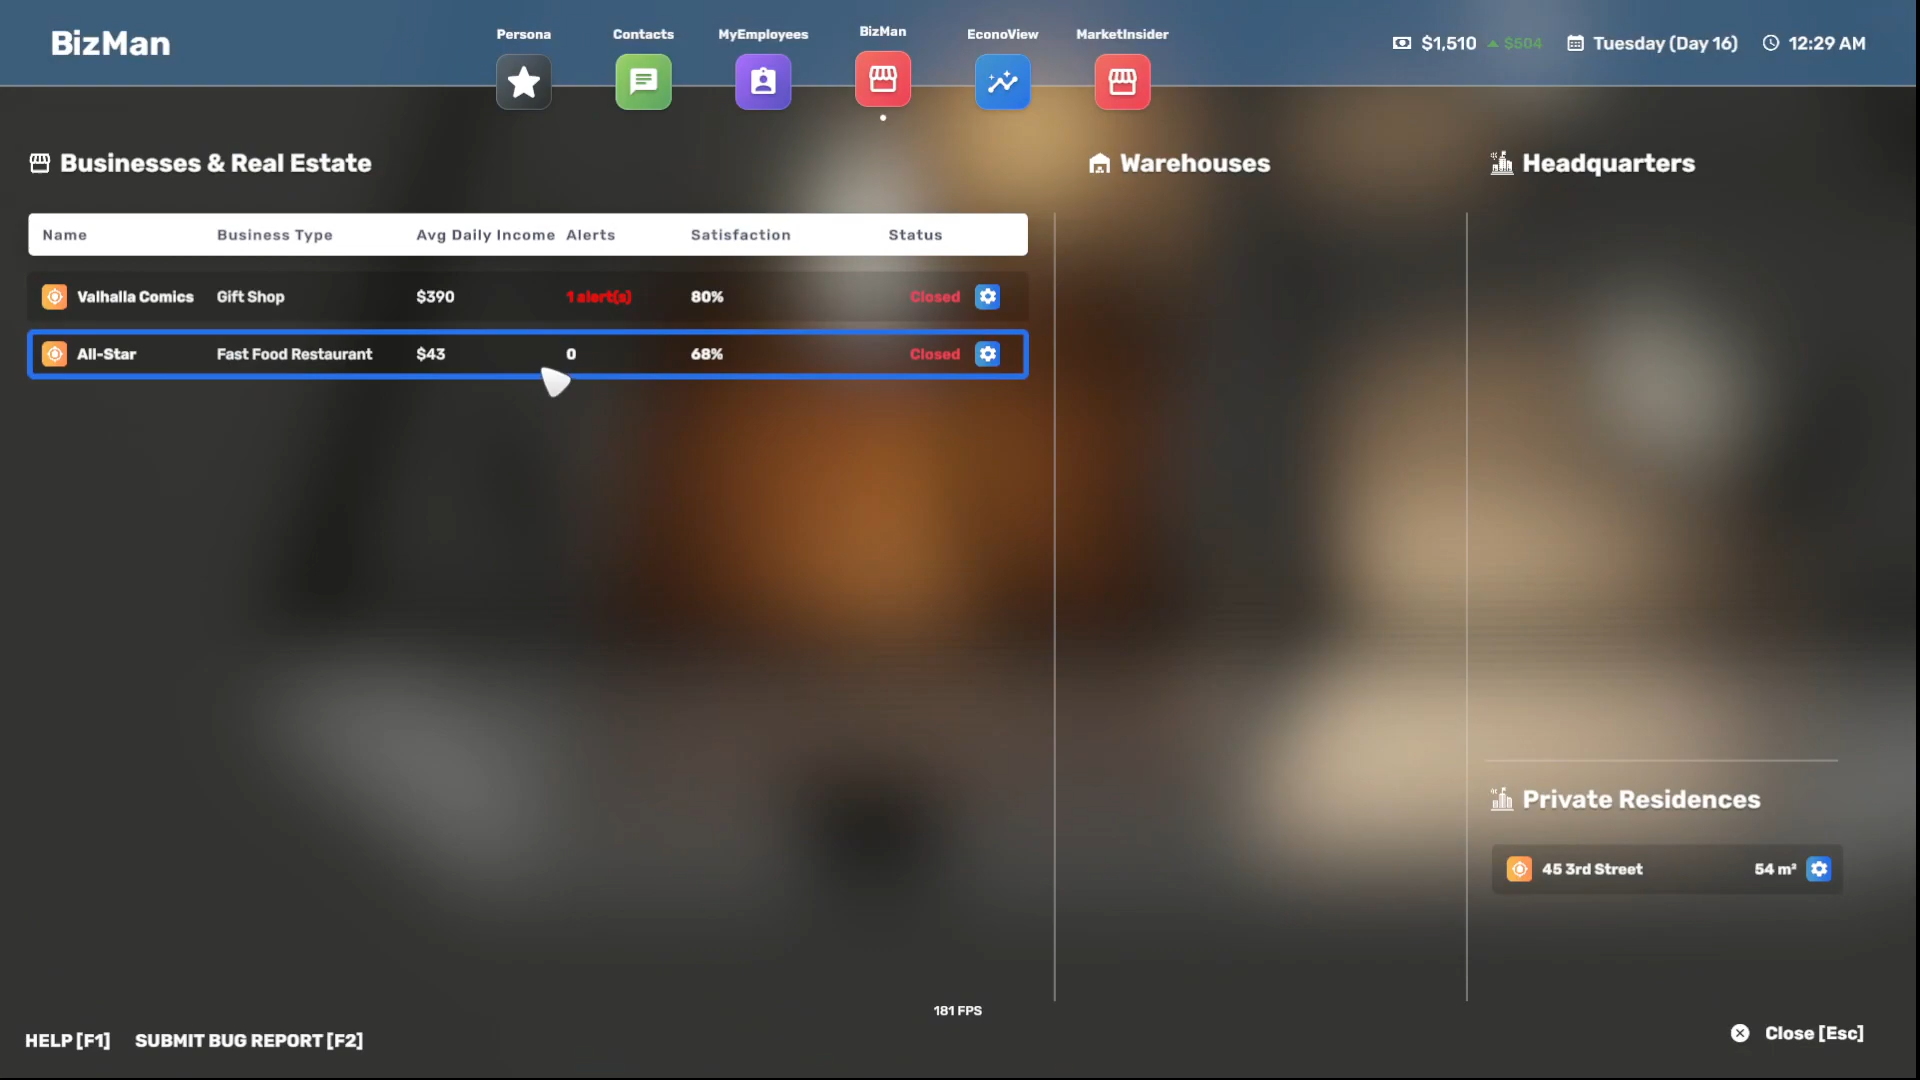 BizMan
Persona
Contacts
MyEmployees
BizMan
EconoView
MarketInsider
$1,510 $504
Tuesday (Day 16)
12:29 AM
Businesses & Real Estate
Name Business Type Avg Daily Income Alerts Satisfaction Status
Valhalla Comics Gift Shop $390 1 alert(s) 80% Closed
All-Star Fast Food Restaurant $43 0 68% Closed
Warehouses
Headquarters
Private Residences
45 3rd Street 54 m²
181 FPS
HELP [F1] SUBMIT BUG REPORT [F2]
Close [Esc]